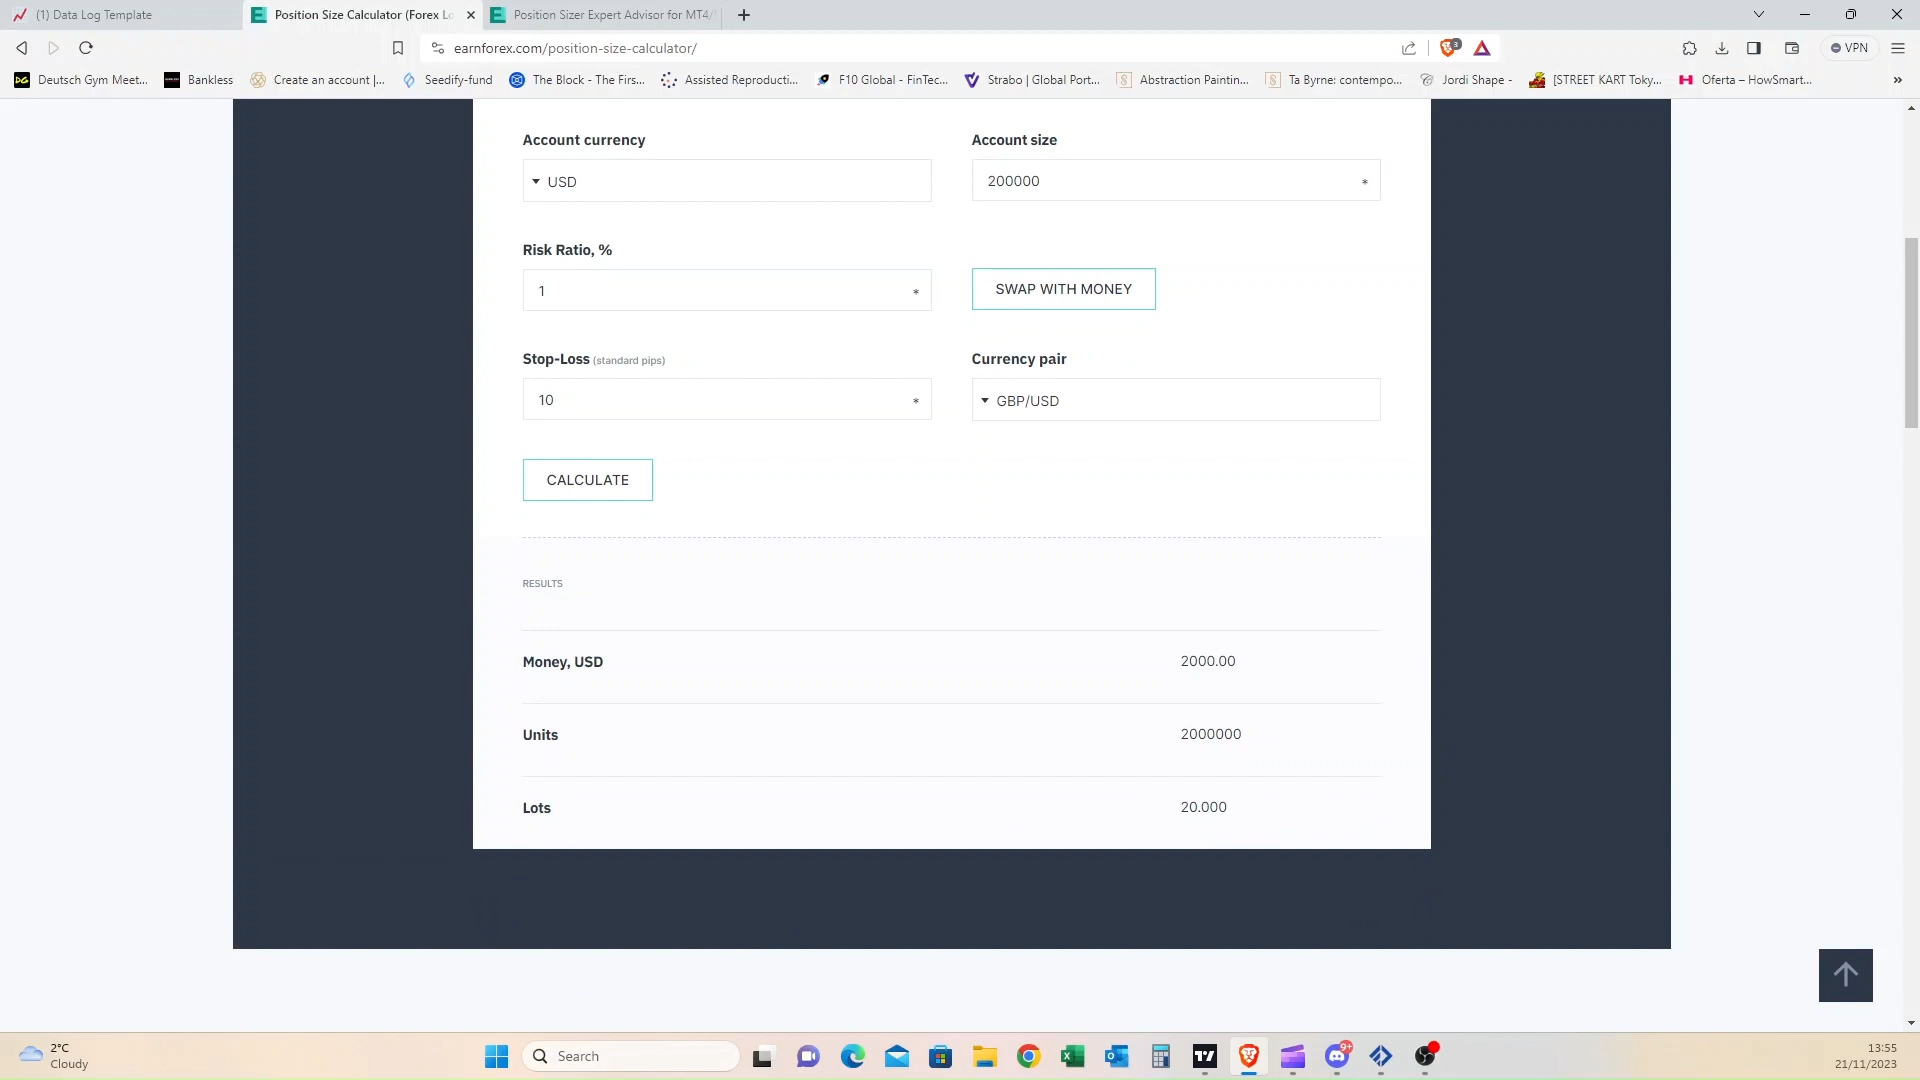 (1) Data Log Template
Position Size Calculator (Forex Lo
Position Sizer Expert Advisor for MT4/
earnforex.com/position-size-calculator/
3
VPN
Deutsch Gym Meet...
Bankless
Create an account |...
Seedify-fund
The Block - The Firs...
Assisted Reproducti...
F10 Global - FinTec...
Strabo | Global Port...
Abstraction Paintin...
Ta Byrne: contempo...
Jordi Shape -
[STREET KART Toky...
Oferta – HowSmart...
»
Account currency
Account size
USD
200000 *
Risk Ratio, %
1 *
SWAP WITH MONEY
Stop-Loss (standard pips)
Currency pair
10 *
GBP/USD
CALCULATE
RESULTS
Money, USD 2000.00
Units 2000000
Lots 20.000
2°C
Cloudy
Search
9+
13:55
21/11/2023